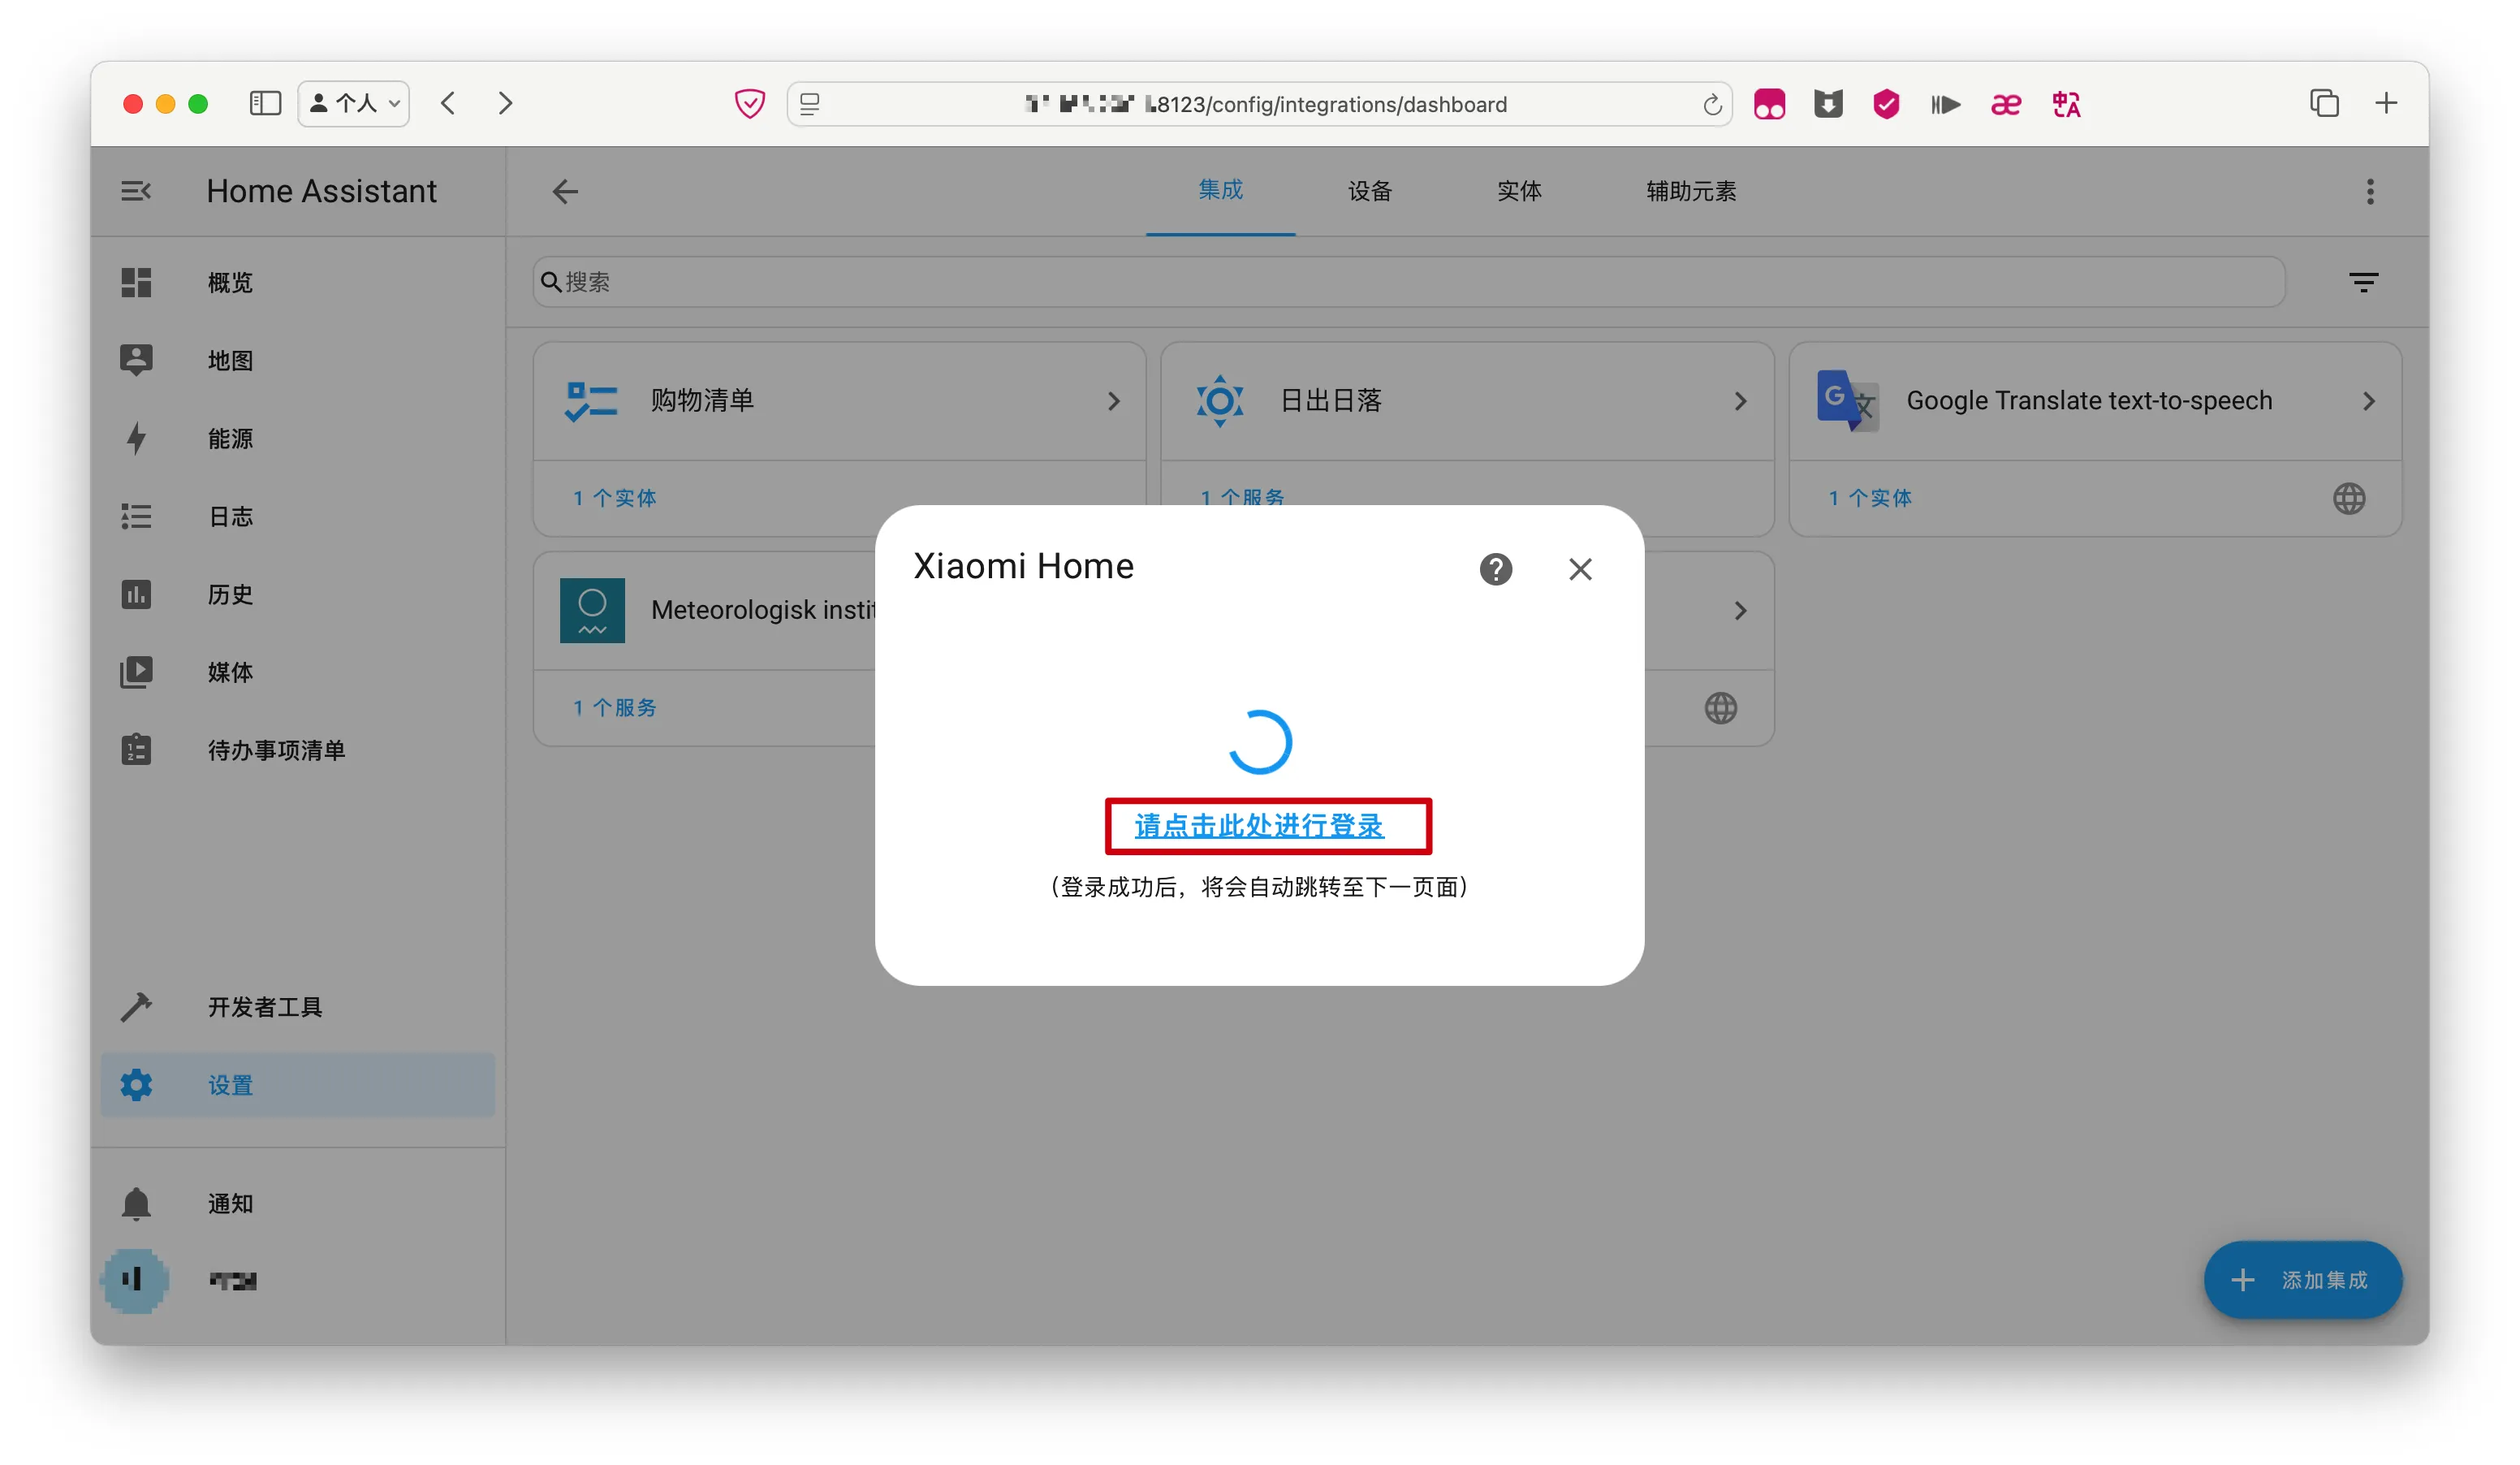 个人
8123/config/integrations/dashboard
Home Assistant
集成
设备
实体
辅助元素
概览
地图
能源
日志
历史
媒体
待办事项清单
开发者工具
设置
通知
搜索
购物清单
1 个实体
日出日落
1 个服务
Google Translate text-to-speech
1 个实体
Meteorologisk instit
1 个服务
Xiaomi Home
请点击此处进行登录
（登录成功后，将会自动跳转至下一页面）
添加集成